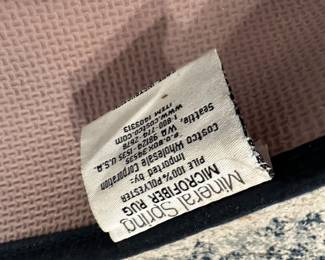 Mineral Spring
MICROFIBER RUG
PILE 100% POLYESTER
Imported by:
Costco Wholesale Corporation
P.O. BOX 34535
Seattle, WA 98124-1535 U.S.A.
1-800-774-2678
www.costco.com
ITEM 1403313